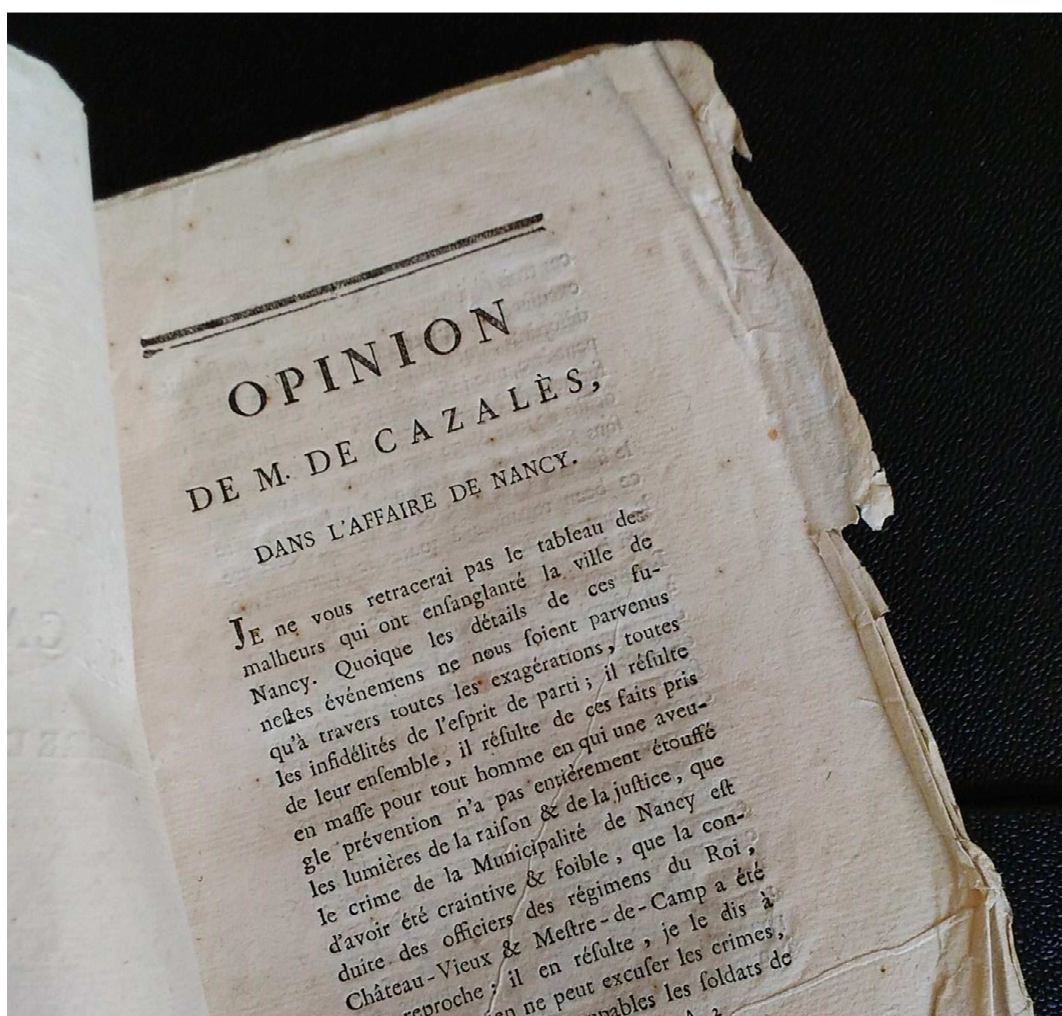 OPINION
DE M. DE CAZALÈS,
DANS L'AFFAIRE DE NANCY.
JE ne vous retracerai pas le tableau des
malheurs qui ont enſanglanté la ville de
Nancy. Quoique les détails de ces fu-
neſtes événemens ne nous ſoient parvenus
qu'à travers toutes les exagérations, toutes
les infidélités de l'eſprit de parti; il réſulte
de leur enſemble, il réſulte de ces faits pris
en maſſe pour tout homme en qui une aveu-
gle prévention n'a pas entièrement étouffé
les lumières de la raiſon & de la juſtice, que
le crime de la Municipalité de Nancy eſt
d'avoir été craintive & foible, que la con-
duite des officiers des régimens du Roi,
Château-Vieux & Meſtre-de-Camp a été
reproche; il en réſulte, je le dis à
ne peut excuſer les crimes,
les ſoldats de